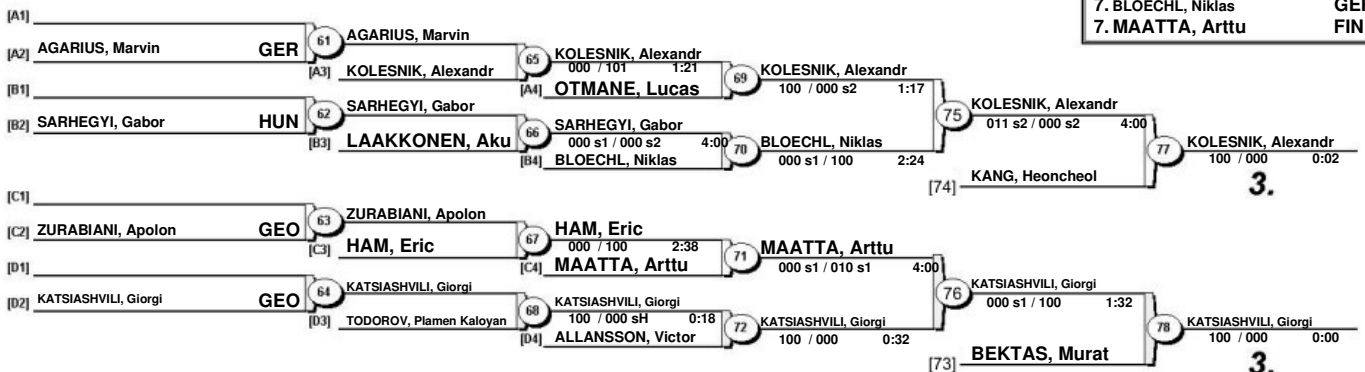 7. BLOECHL, Niklas GER
7. MAATTA, Arttu FIN
[A1]
[A2] AGARIUS, Marvin GER
61 AGARIUS, Marvin
[A3] KOLESNIK, Alexandr
65 KOLESNIK, Alexandr
000 / 101 1:21
[A4] OTMANE, Lucas
69 KOLESNIK, Alexandr
100 / 000 s2 1:17
[B1]
[B2] SARHEGYI, Gabor HUN
62 SARHEGYI, Gabor
[B3] LAAKKONEN, Aku
66 SARHEGYI, Gabor
000 s1 / 000 s2 4:00
[B4] BLOECHL, Niklas
70 BLOECHL, Niklas
000 s1 / 100 2:24
75 KOLESNIK, Alexandr
011 s2 / 000 s2 4:00
[74] KANG, Heoncheol
77 KOLESNIK, Alexandr
100 / 000 0:02
3.
[C1]
[C2] ZURABIANI, Apolon GEO
63 ZURABIANI, Apolon
[C3] HAM, Eric
67 HAM, Eric
000 / 100 2:38
[C4] MAATTA, Arttu
71 MAATTA, Arttu
000 s1 / 010 s1 4:00
[D1]
[D2] KATSIASHVILI, Giorgi GEO
64 KATSIASHVILI, Giorgi
[D3] TODOROV, Plamen Kaloyan
68 KATSIASHVILI, Giorgi
100 / 000 sH 0:18
[D4] ALLANSSON, Victor
72 KATSIASHVILI, Giorgi
100 / 000 0:32
76 KATSIASHVILI, Giorgi
000 s1 / 100 1:32
[73] BEKTAS, Murat
78 KATSIASHVILI, Giorgi
100 / 000 0:00
3.